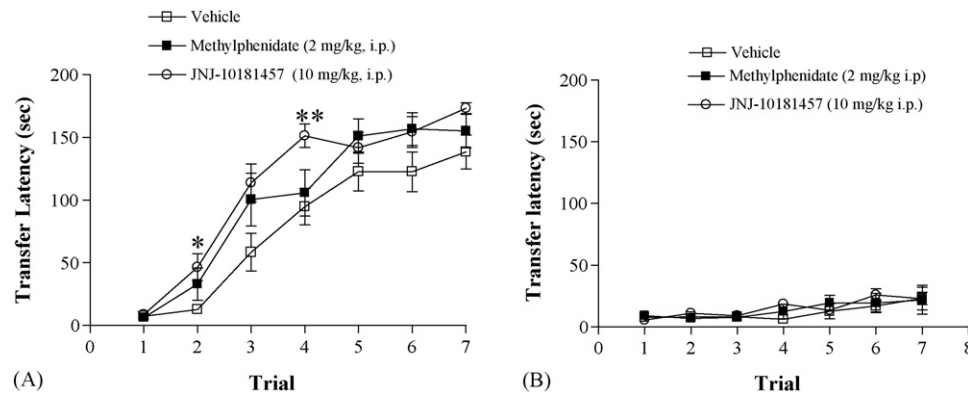 Vehicle
Methylphenidate (2 mg/kg, i.p.)
JNJ-10181457 (10 mg/kg, i.p.)
200
150
100
50
0
Transfer Latency (sec)
*
**
0 1 2 3 4 5 6 7
(A)
Trial
Vehicle
Methylphenidate (2 mg/kg i.p)
JNJ-10181457 (10 mg/kg i.p.)
200
150
100
50
0
Transfer latency (sec)
0 1 2 3 4 5 6 7 8
(B)
Trial